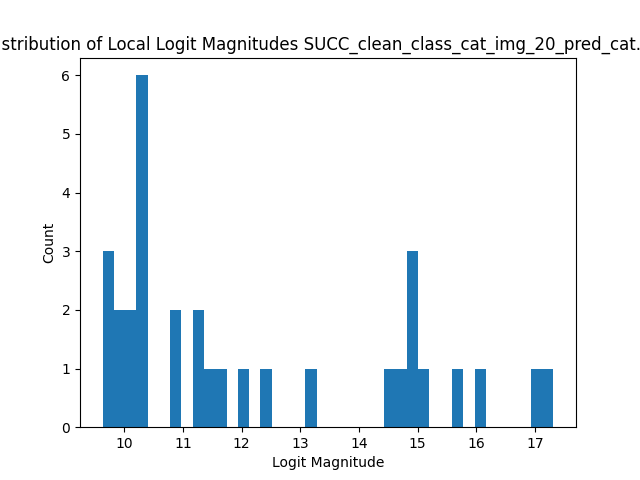 stribution of Local Logit Magnitudes SUCC_clean_class_cat_img_20_pred_cat.
6
5
4
3
2
1
0
Count
10 11 12 13 14 15 16 17
Logit Magnitude